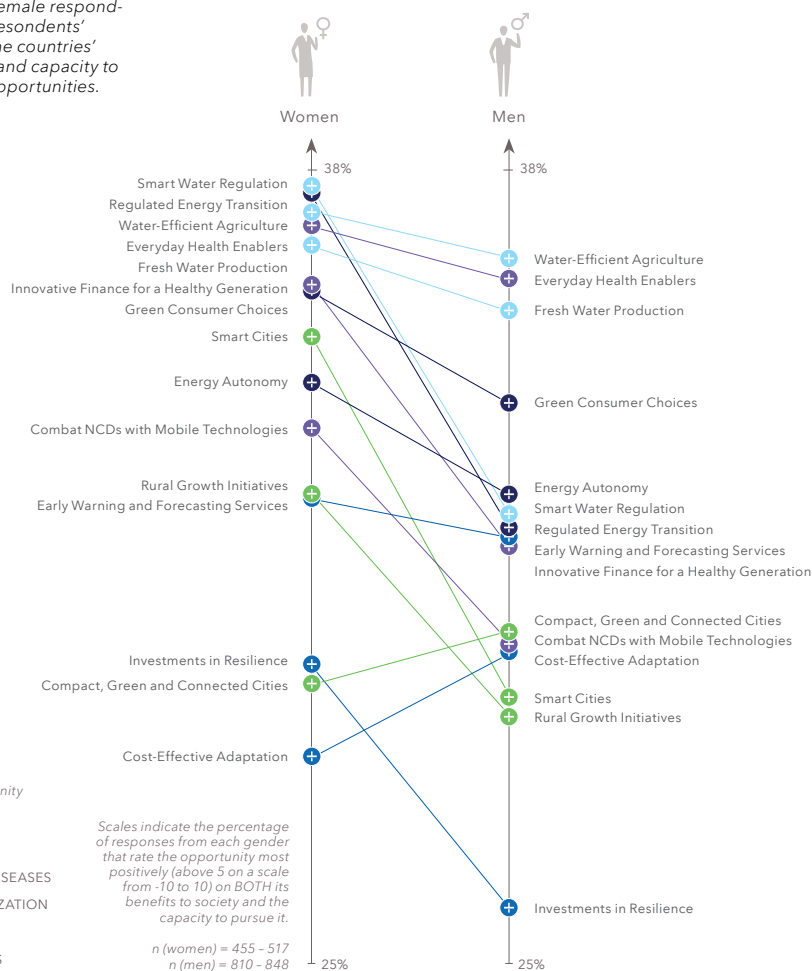 emale respond-
esondents’
e countries’
and capacity to
pportunities.
Women
Men
38%
38%
Smart Water Regulation
Regulated Energy Transition
Water-Efficient Agriculture
Everyday Health Enablers
Fresh Water Production
Innovative Finance for a Healthy Generation
Green Consumer Choices
Smart Cities
Energy Autonomy
Combat NCDs with Mobile Technologies
Rural Growth Initiatives
Early Warning and Forecasting Services
Investments in Resilience
Compact, Green and Connected Cities
Cost-Effective Adaptation
Water-Efficient Agriculture
Everyday Health Enablers
Fresh Water Production
Green Consumer Choices
Energy Autonomy
Smart Water Regulation
Regulated Energy Transition
Early Warning and Forecasting Services
Innovative Finance for a Healthy Generation
Compact, Green and Connected Cities
Combat NCDs with Mobile Technologies
Cost-Effective Adaptation
Smart Cities
Rural Growth Initiatives
Investments in Resilience
nity
SEASES
ZATION
S
Scales indicate the percentage
of responses from each gender
that rate the opportunity most
positively (above 5 on a scale
from -10 to 10) on BOTH its
benefits to society and the
capacity to pursue it.
n (women) = 455 – 517
n (men) = 810 – 848
25%
25%